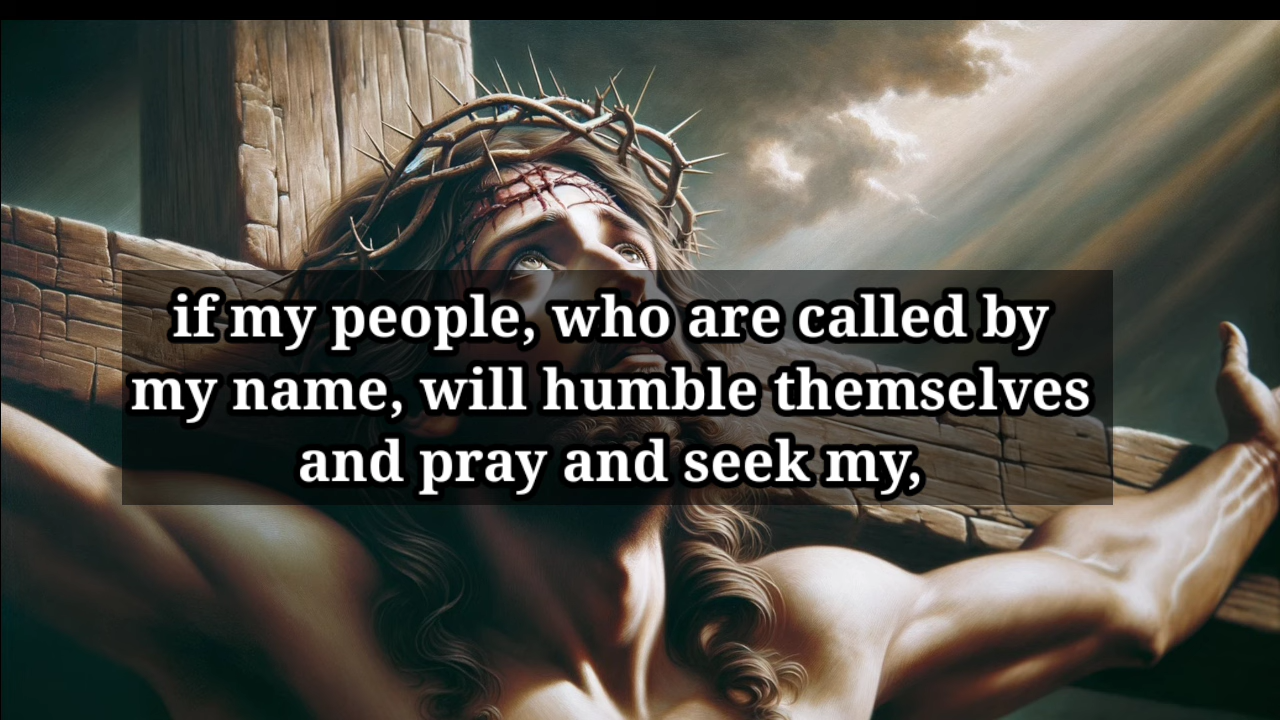 if my people, who are called by
my name, will humble themselves
and pray and seek my,